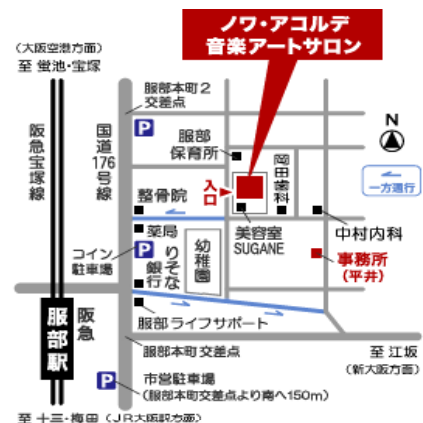 ノワ・アコルデ
音楽アートサロン
(大阪空港方面)
至 蛍池・宝塚
服部本町2
交差点
P
阪急宝塚線
国道176号線
服部
保育所
岡田歯科
N
一方通行
入口
整骨院
薬局
美容室
SUGANE
中村内科
コイン
駐車場
P
りそな銀行
幼稚園
事務所
(平井)
服部ライフサポート
阪急
服部駅
服部本町交差点
至 江坂
(新大阪方面)
P
市営駐車場
(服部本町交差点より南へ150m)
至 十三・梅田 (JR大阪駅方面)